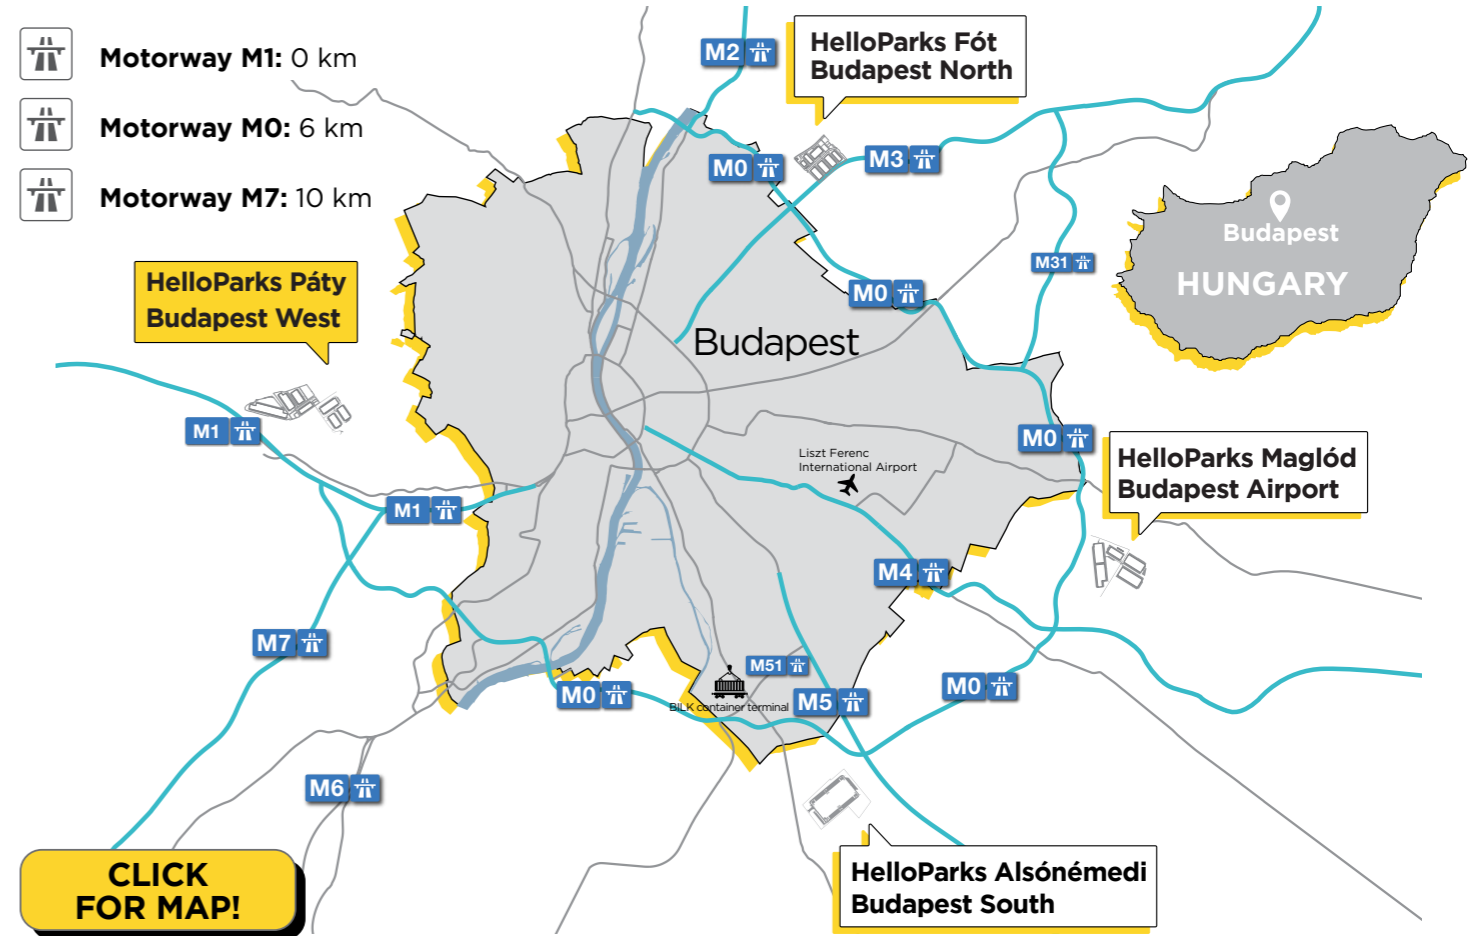 Motorway M1: 0 km
Motorway M0: 6 km
Motorway M7: 10 km
M2
HelloParks Fót
Budapest North
M0
M3
HelloParks Páty
Budapest West
M31
M0
Budapest
HUNGARY
Budapest
M1
M0
Liszt Ferenc
International Airport
HelloParks Maglód
Budapest Airport
M1
M4
M7
M51
M0
M5
M0
BILK container terminal
M6
CLICK
FOR MAP!
HelloParks Alsónémedi
Budapest South